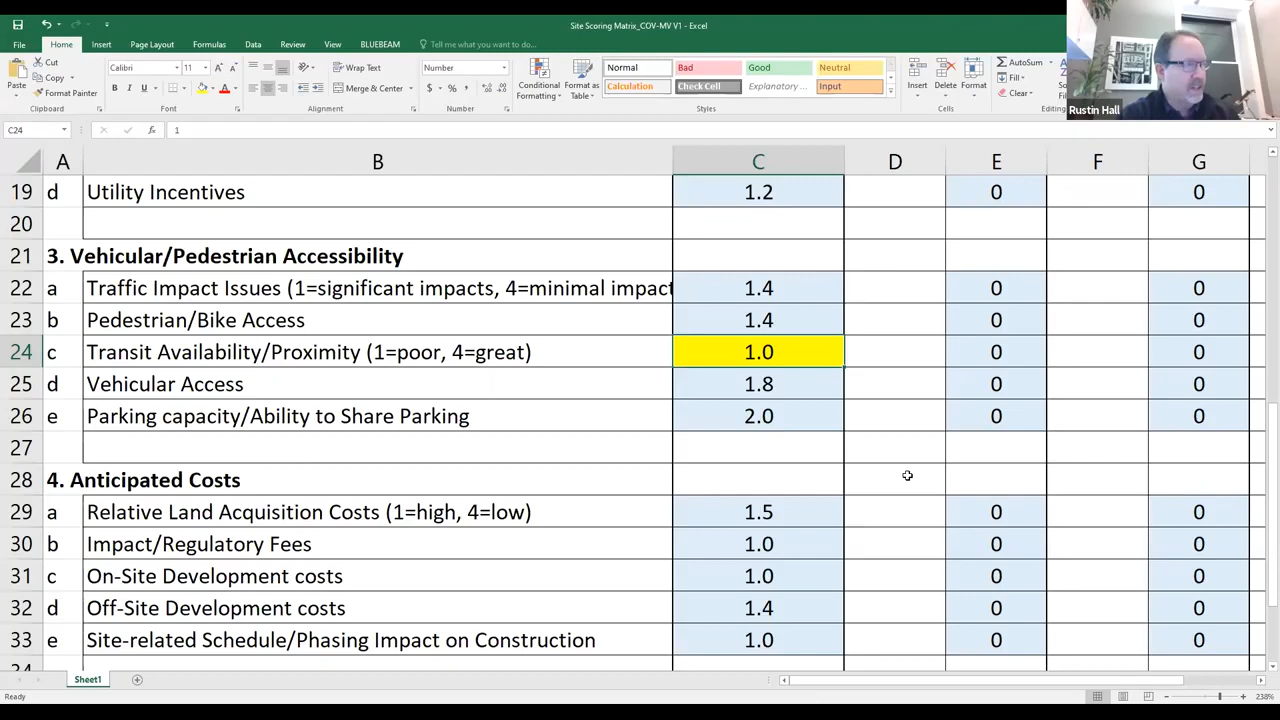 Site Scoring Matrix_COV-MV V1 - Excel
File Home Insert Page Layout Formulas Data Review View BLUEBEAM Tell me what you want to do...
Paste
Cut
Copy
Format Painter
Clipboard
Calibri 11
B U
Font
Wrap Text
Merge & Center
Alignment
Number
$ % ,
Number
Conditional Formatting
Format as Table
Normal Bad Good Neutral
Calculation Check Cell Explanatory ... Input
Styles
Insert Delete Format
Cells
AutoSum
Fill
Clear
Editing
Rustin Hall
C24 fx 1
A B C D E F G
19 d Utility Incentives 1.2 0 0
20
21 3. Vehicular/Pedestrian Accessibility
22 a Traffic Impact Issues (1=significant impacts, 4=minimal impact 1.4 0 0
23 b Pedestrian/Bike Access 1.4 0 0
24 c Transit Availability/Proximity (1=poor, 4=great) 1.0 0 0
25 d Vehicular Access 1.8 0 0
26 e Parking capacity/Ability to Share Parking 2.0 0 0
27
28 4. Anticipated Costs
29 a Relative Land Acquisition Costs (1=high, 4=low) 1.5 0 0
30 b Impact/Regulatory Fees 1.0 0 0
31 c On-Site Development costs 1.0 0 0
32 d Off-Site Development costs 1.4 0 0
33 e Site-related Schedule/Phasing Impact on Construction 1.0 0 0
34
Sheet1
Ready 238%